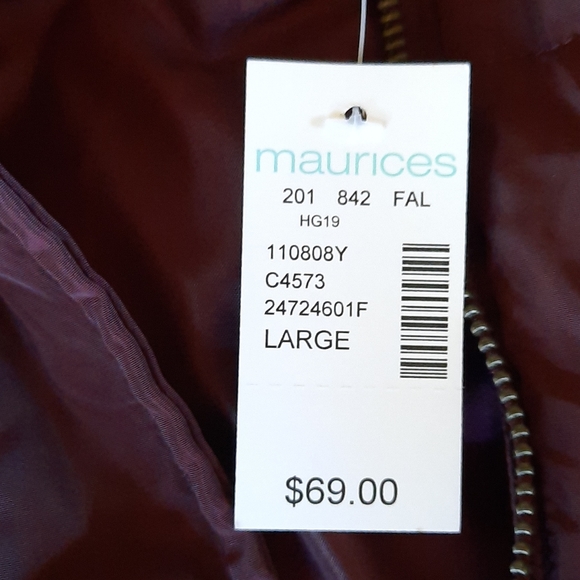 maurices
201 842 FAL
HG19
110808Y
C4573
24724601F
LARGE
$69.00